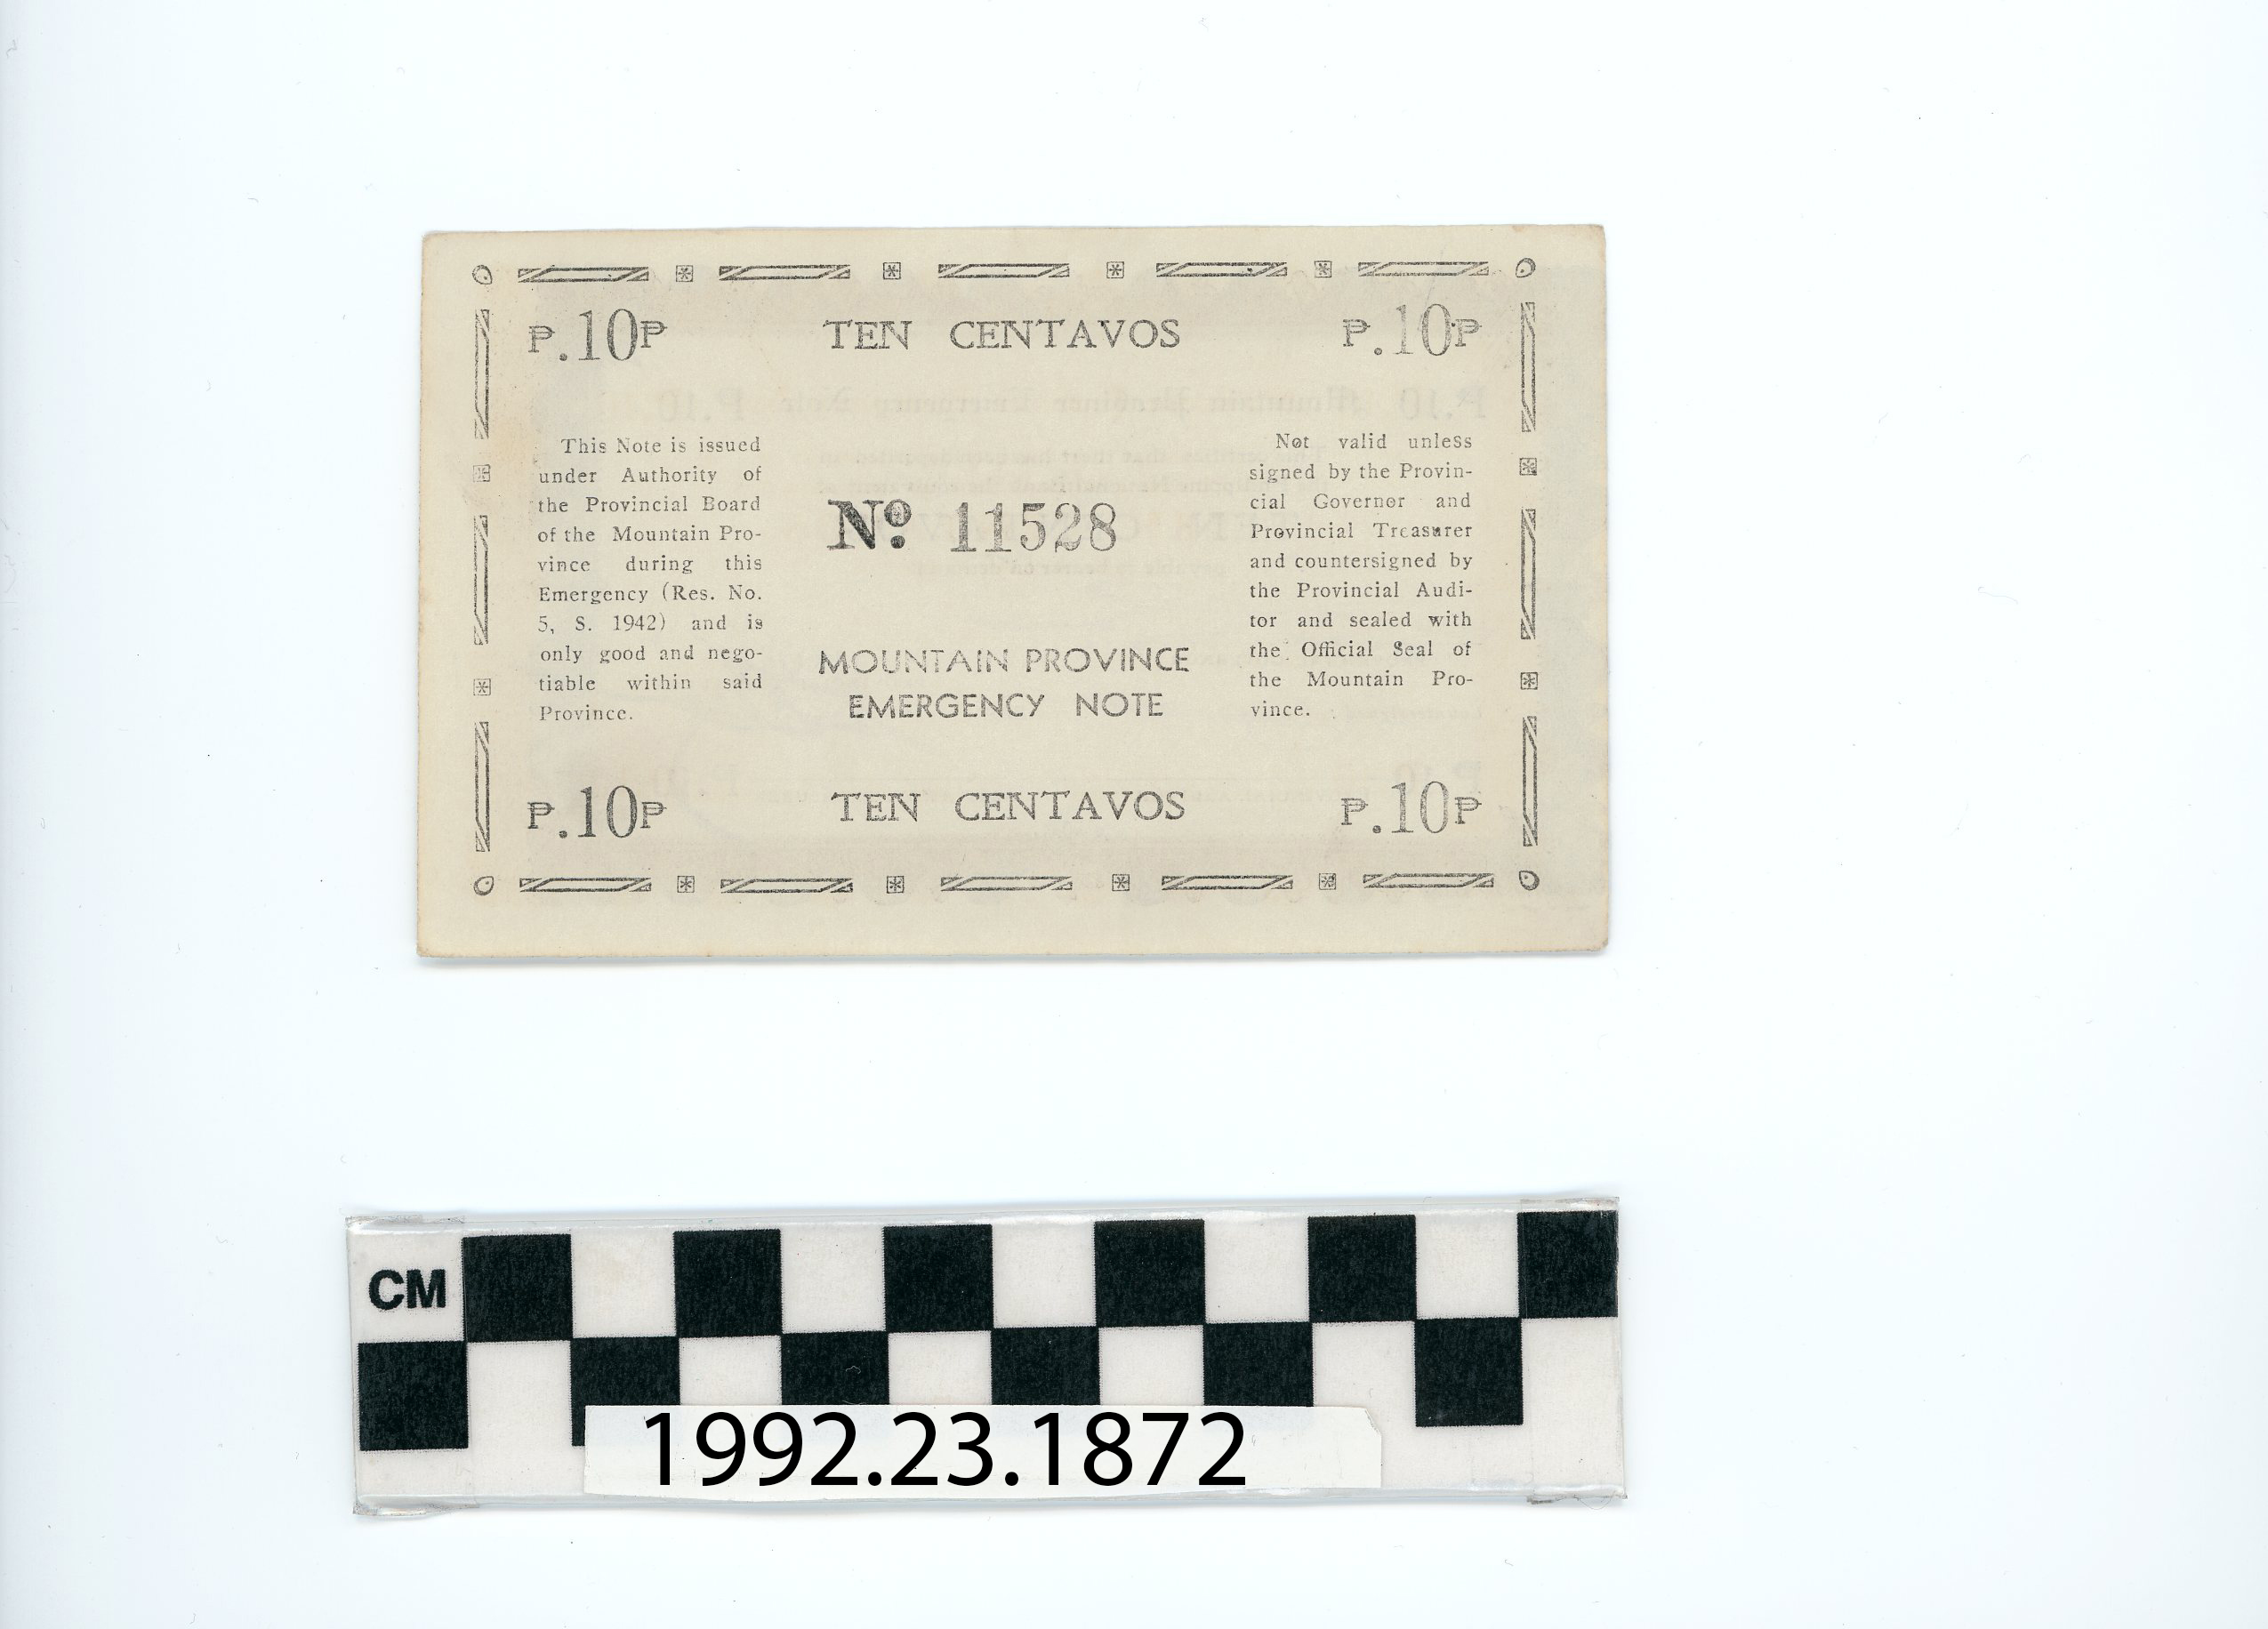 ₱.10₱ TEN CENTAVOS ₱.10₱
This Note is issued
under Authority of
the Provincial Board
of the Mountain Pro-
vince during this
Emergency (Res. No.
5, S. 1942) and is
only good and nego-
tiable within said
Province.
Nº 11528
MOUNTAIN PROVINCE
EMERGENCY NOTE
Not valid unless
signed by the Provin-
cial Governor and
Provincial Treasurer
and countersigned by
the Provincial Audi-
tor and sealed with
the Official Seal of
the Mountain Pro-
vince.
₱.10₱ TEN CENTAVOS ₱.10₱
CM
1992.23.1872